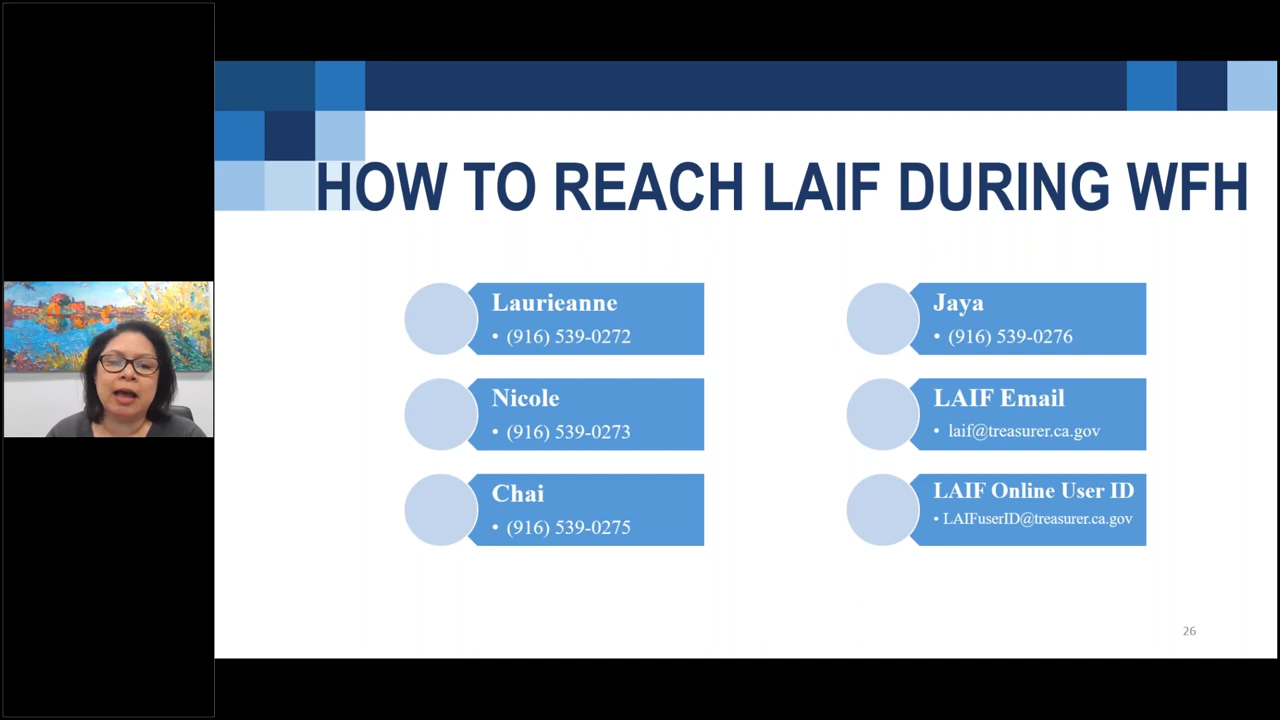 HOW TO REACH LAIF DURING WFH
Laurieanne
• (916) 539-0272
Nicole
• (916) 539-0273
Chai
• (916) 539-0275
Jaya
• (916) 539-0276
LAIF Email
• laif@treasurer.ca.gov
LAIF Online User ID
• LAIFuserID@treasurer.ca.gov
26